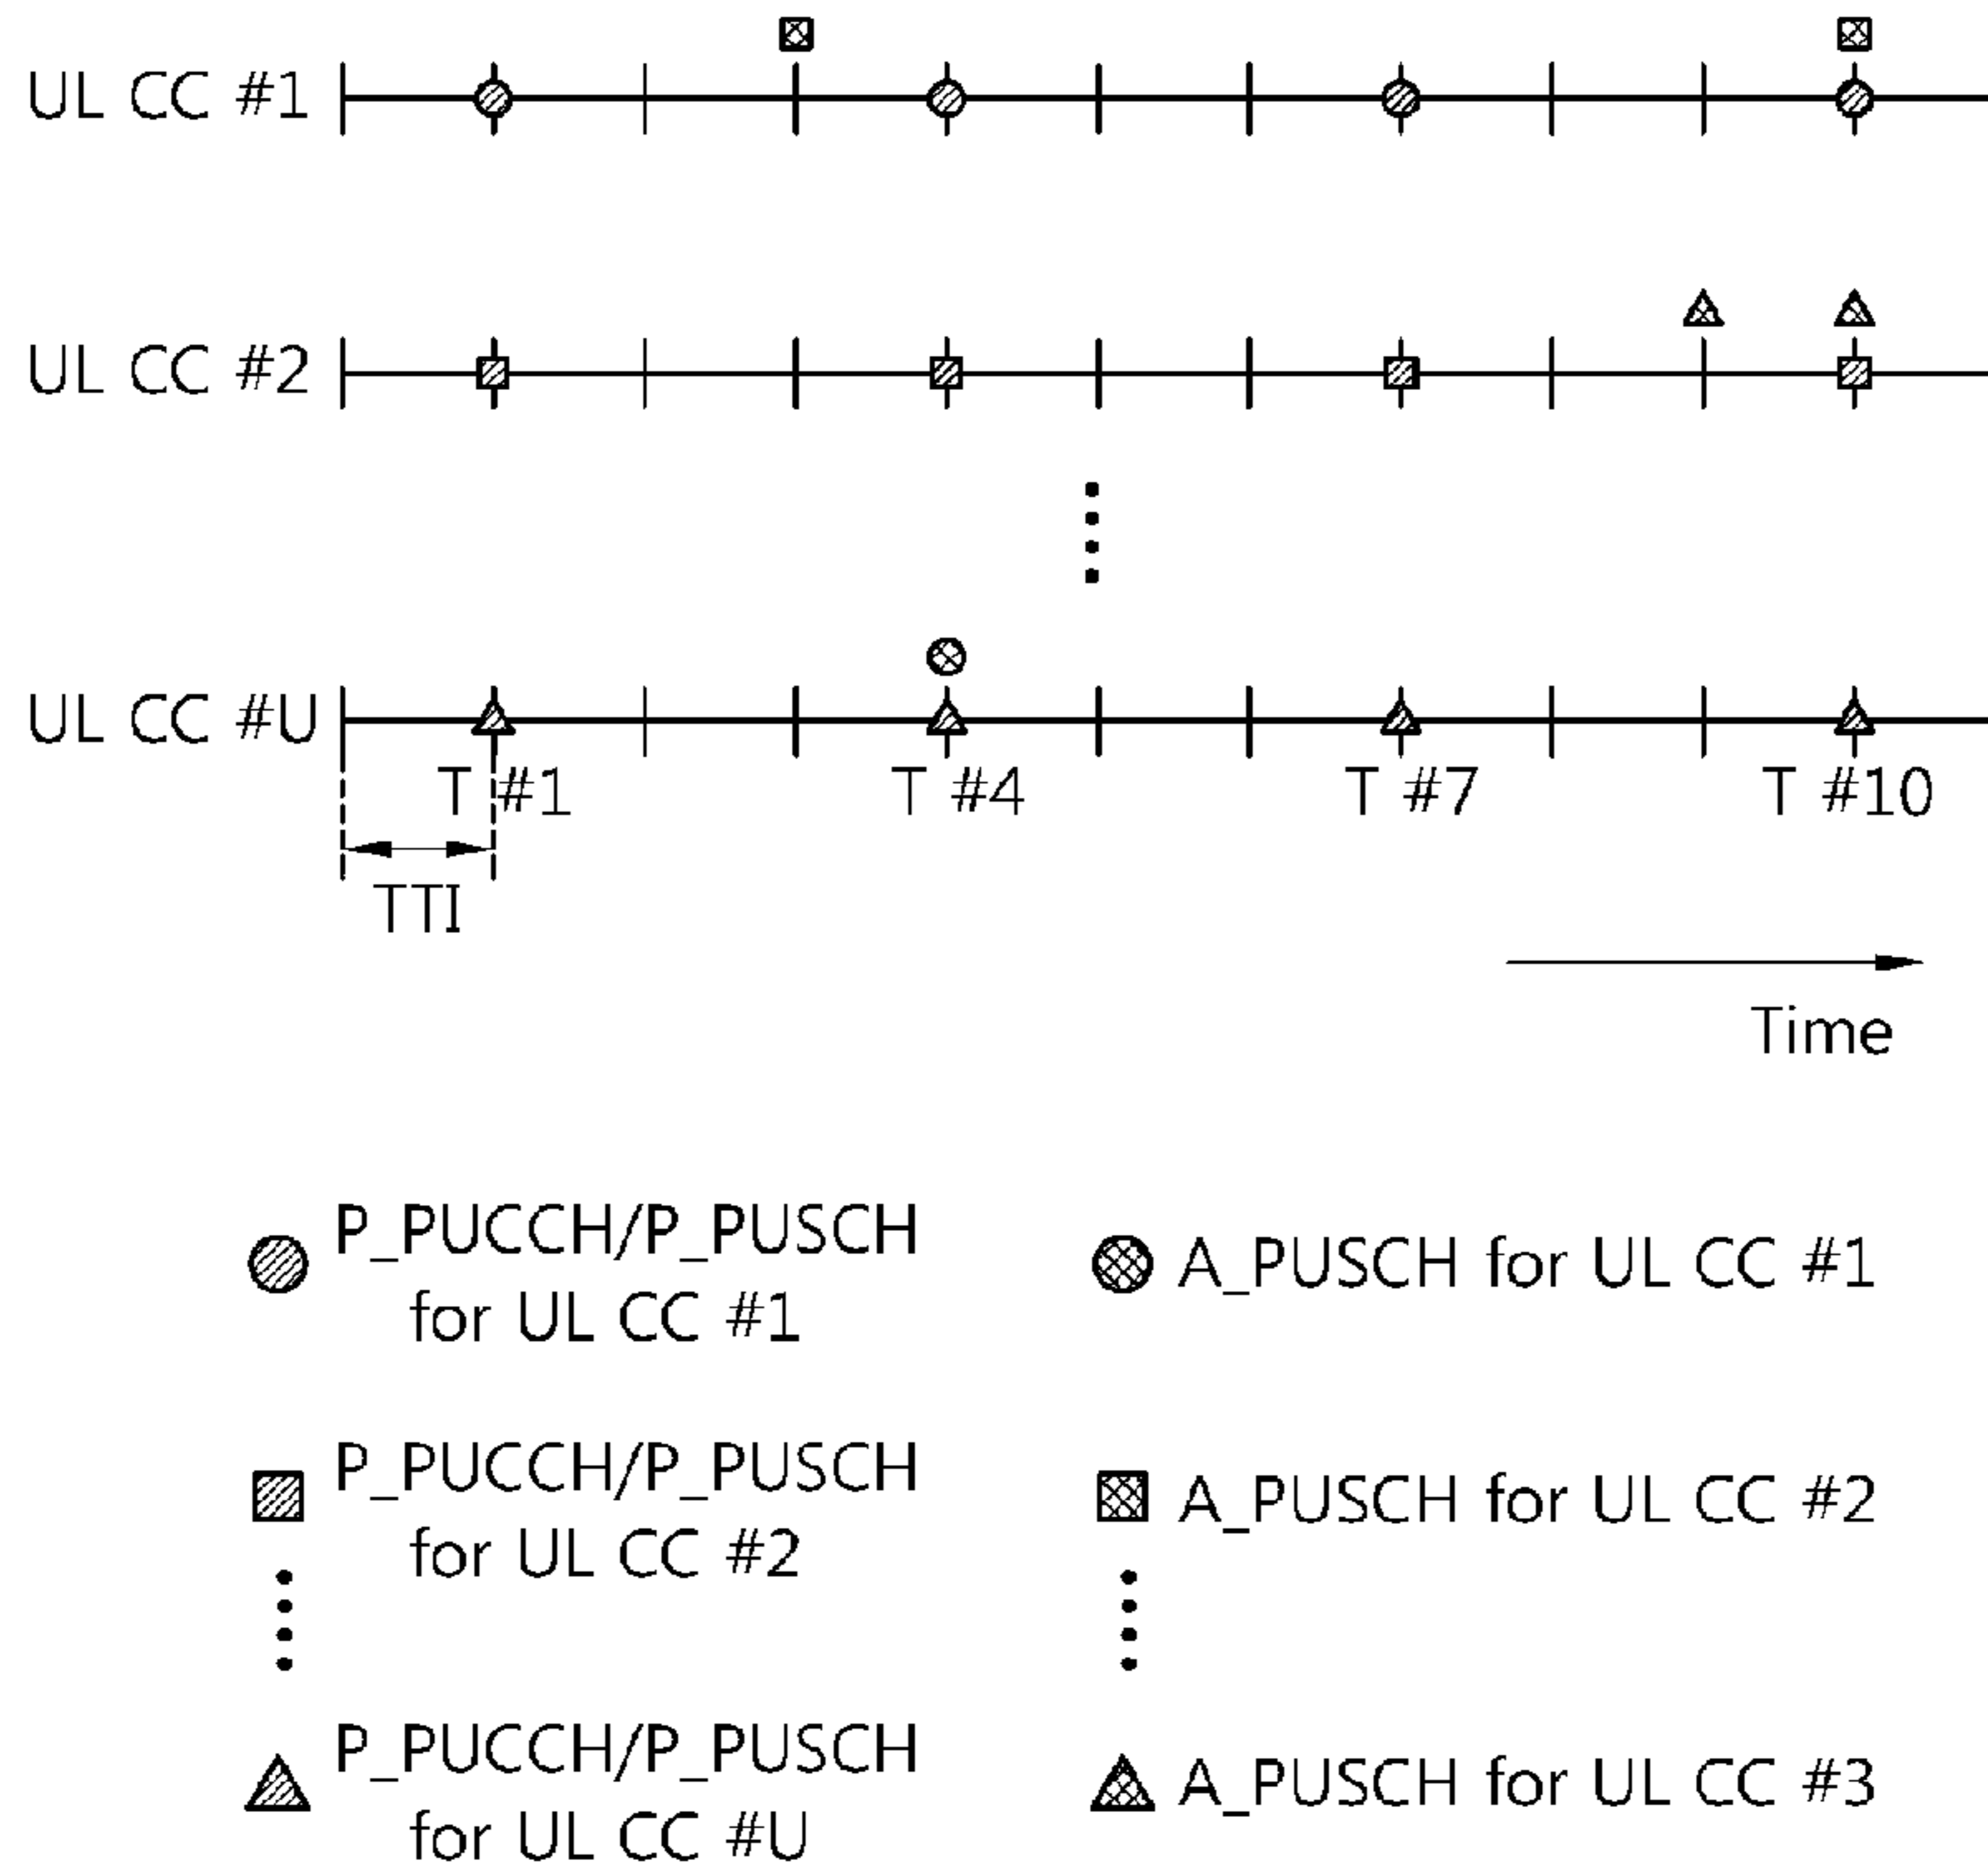 UL CC #1
UL CC #2
UL CC #U
T #1
T #4
T #7
T #10
TTI
Time
P_PUCCH/P_PUSCH
for UL CC #1
A_PUSCH for UL CC #1
P_PUCCH/P_PUSCH
for UL CC #2
A_PUSCH for UL CC #2
P_PUCCH/P_PUSCH
for UL CC #U
A_PUSCH for UL CC #3